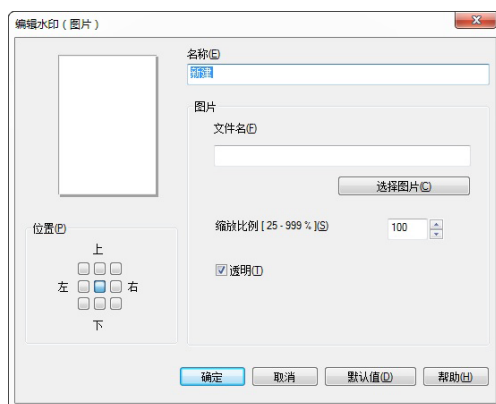 编辑水印（图片）
名称(E)
新建
图片
文件名(F)
选择图片(C)
缩放比例 [ 25 - 999 % ](S)
100
透明(T)
位置(P)
上
左
右
下
确定
取消
默认值(D)
帮助(H)